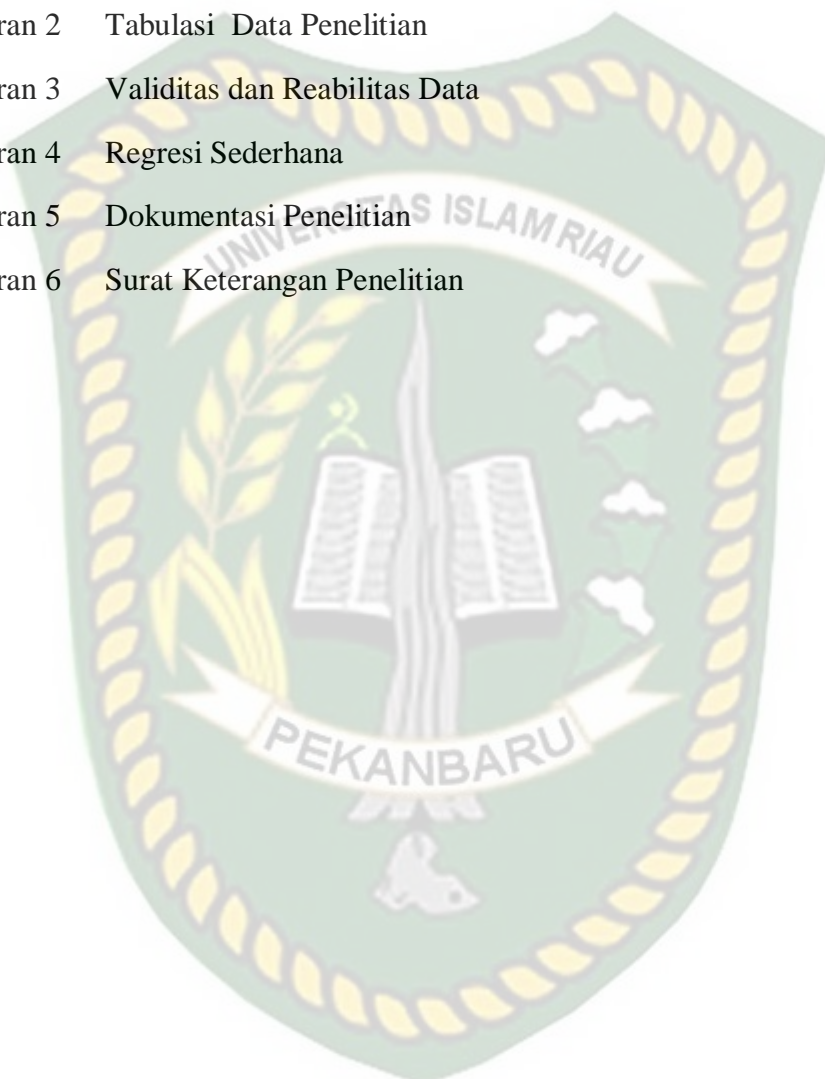 ran 2 Tabulasi Data Penelitian
ran 3 Validitas dan Reabilitas Data
ran 4 Regresi Sederhana
ran 5 Dokumentasi Penelitian
UNIVERSITAS ISLAM RIAU
ran 6 Surat Keterangan Penelitian
PEKANBARU